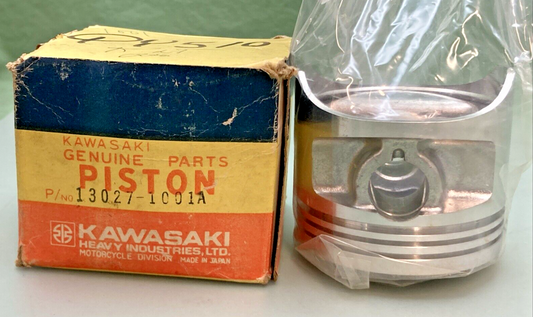 KAWASAKI
GENUINE PARTS
PISTON
P/NO 13027-1001A
KAWASAKI
HEAVY INDUSTRIES, LTD.
MOTORCYCLE DIVISION MADE IN JAPAN